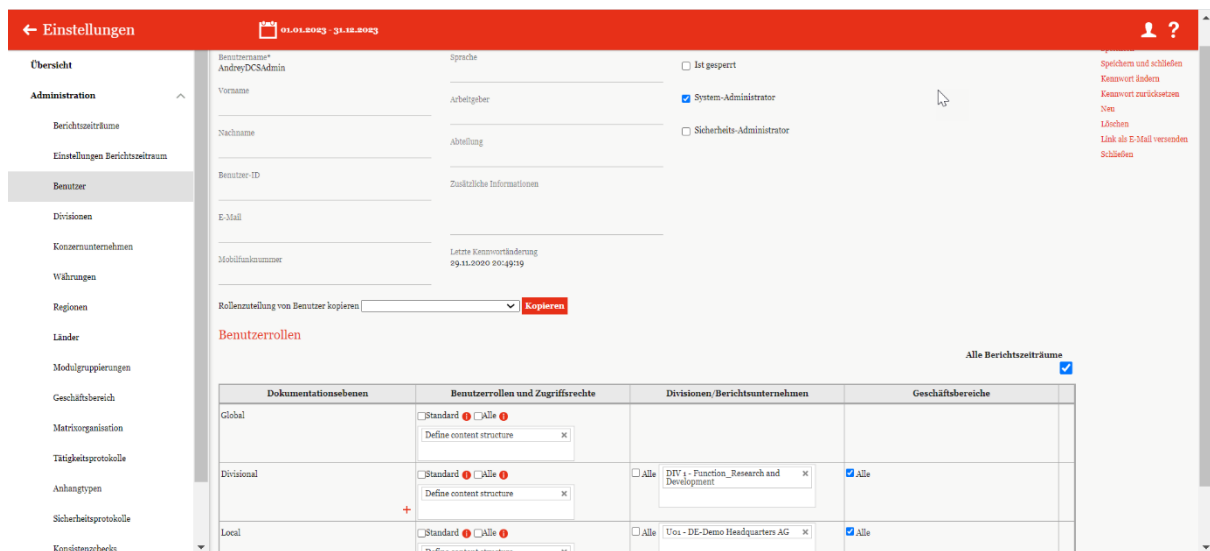 ← Einstellungen
01.01.2023 - 31.12.2023
?
Übersicht
Administration
Berichtszeiträume
Einstellungen Berichtszeitraum
Benutzer
Divisionen
Konzernunternehmen
Währungen
Regionen
Länder
Modulgruppierungen
Geschäftsbereich
Matrixorganisation
Tätigkeitsprotokolle
Anhangtypen
Sicherheitsprotokolle
Konsistenzchecks
Benutzername*
AndreyDCSAdmin
Vorname
Nachname
Benutzer-ID
E-Mail
Mobilfunknummer
Sprache
Arbeitgeber
Abteilung
Zusätzliche Informationen
Letzte Kennwortänderung
29.11.2020 20:49:19
Ist gesperrt
System-Administrator
Sicherheits-Administrator
Speichern und schließen
Kennwort ändern
Kennwort zurücksetzen
Neu
Löschen
Link als E-Mail versenden
Schließen
Rollenzuteilung von Benutzer kopieren Kopieren
Benutzerrollen
Alle Berichtszeiträume
Dokumentationsebenen Benutzerrollen und Zugriffsrechte Divisionen/Berichtsunternehmen Geschäftsbereiche
Global Standard Alle
Define content structure ×
Divisional Standard Alle Alle DIV 1 - Function_Research and Development × Alle
Define content structure ×
+
Local Standard Alle Alle U01 - DE-Demo Headquarters AG × Alle
Define content structure ×